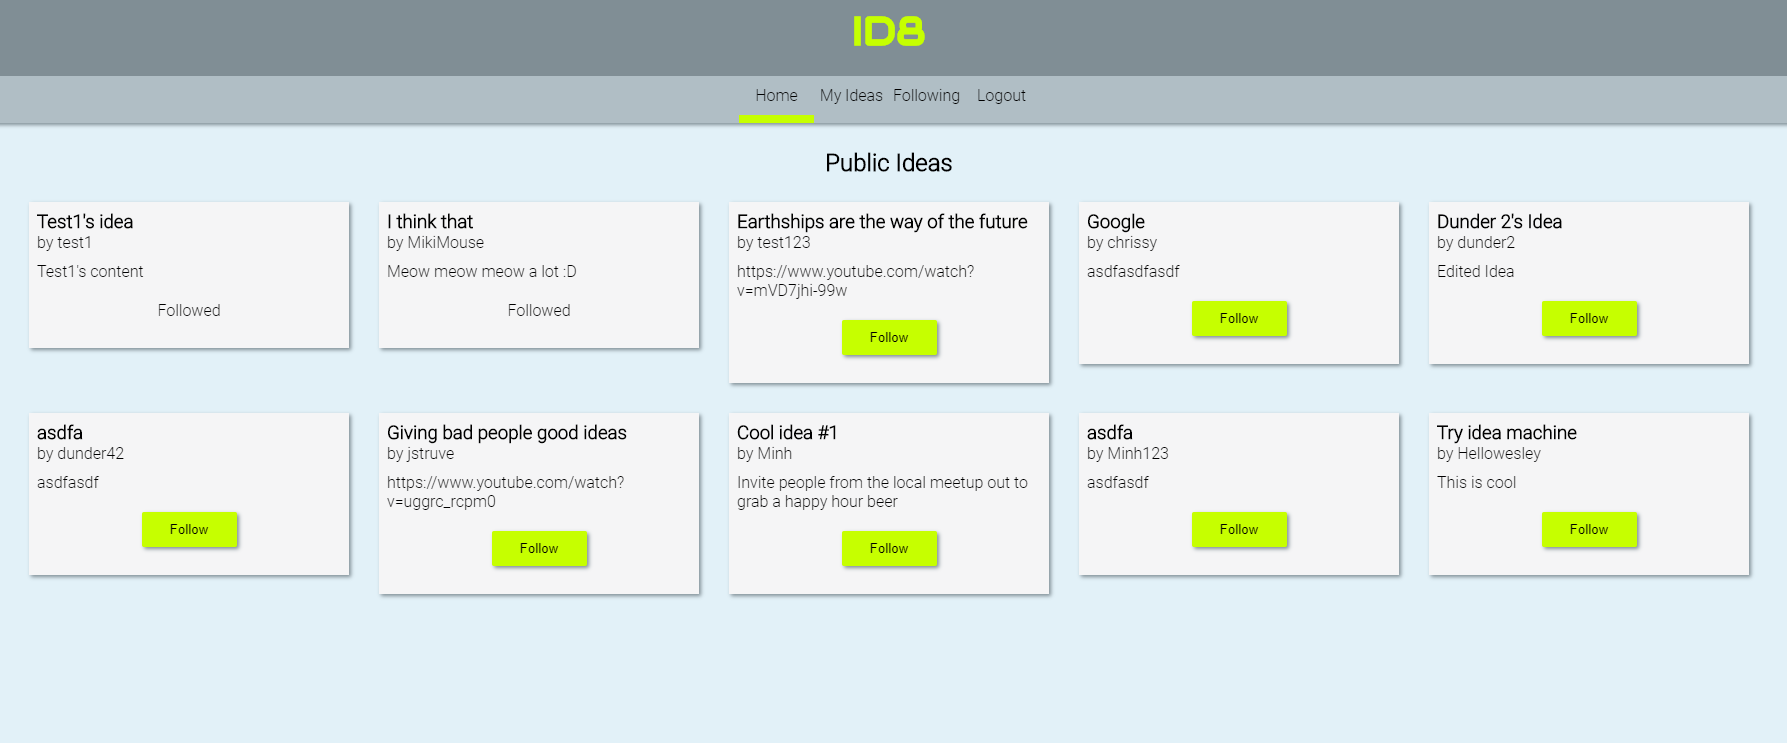 ID8
Home My Ideas Following Logout
Public Ideas
Test1's idea
by test1
Test1's content
Followed
I think that
by MikiMouse
Meow meow meow a lot :D
Followed
Earthships are the way of the future
by test123
https://www.youtube.com/watch?
v=mVD7jhi-99w
Follow
Google
by chrissy
asdfasdfasdf
Follow
Dunder 2's Idea
by dunder2
Edited Idea
Follow
asdfa
by dunder42
asdfasdf
Follow
Giving bad people good ideas
by jstruve
https://www.youtube.com/watch?
v=uggrc_rcpm0
Follow
Cool idea #1
by Minh
Invite people from the local meetup out to
grab a happy hour beer
Follow
asdfa
by Minh123
asdfasdf
Follow
Try idea machine
by Hellowesley
This is cool
Follow